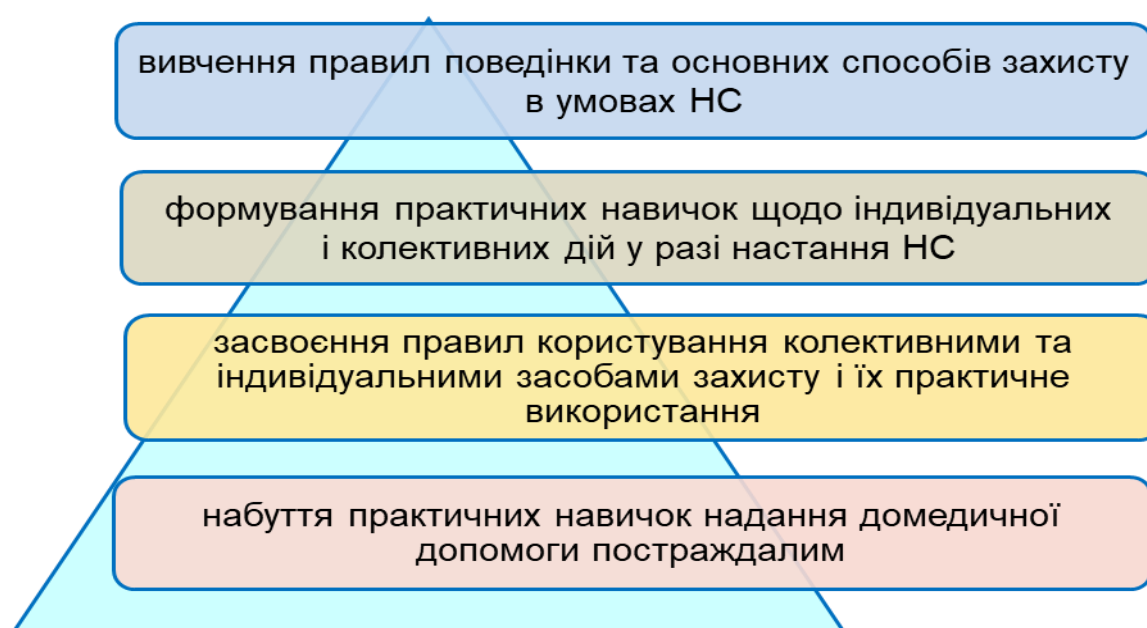 вивчення правил поведінки та основних способів захисту
в умовах НС
формування практичних навичок щодо індивідуальних
і колективних дій у разі настання НС
засвоєння правил користування колективними та
індивідуальними засобами захисту і їх практичне
використання
набуття практичних навичок надання домедичної
допомоги постраждалим